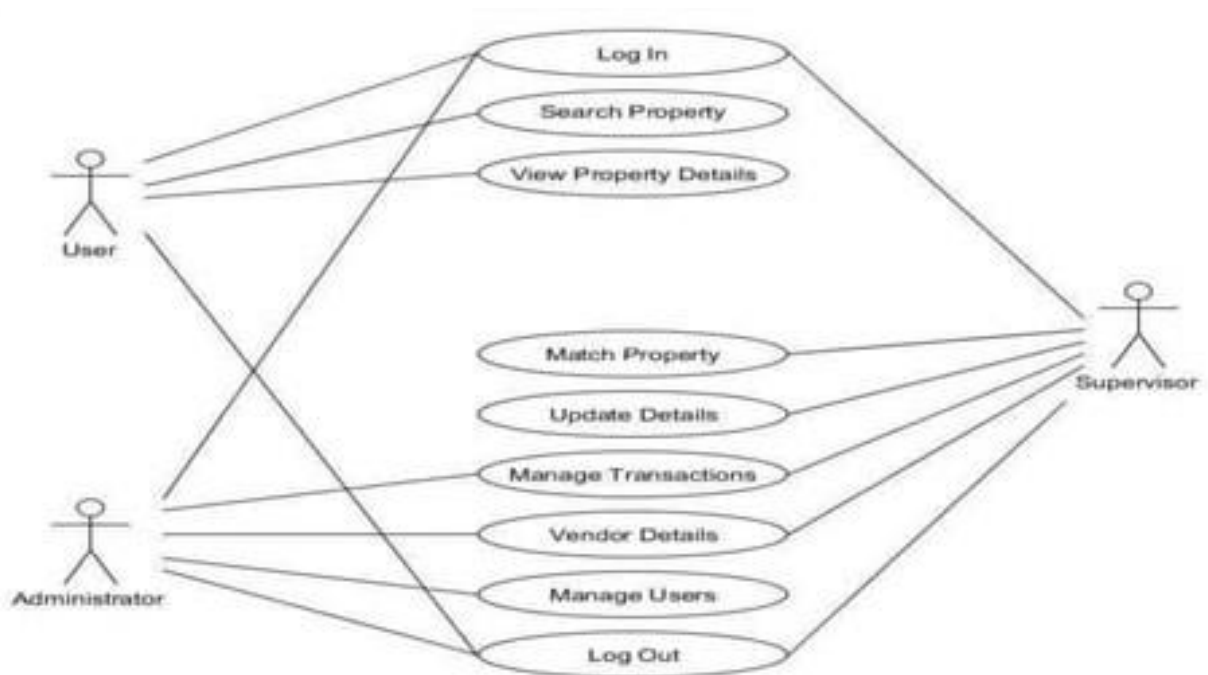 Log In
Search Property
View Property Details
User
Match Property
Supervisor
Update Details
Manage Transactions
Vendor Details
Administrator
Manage Users
Log Out